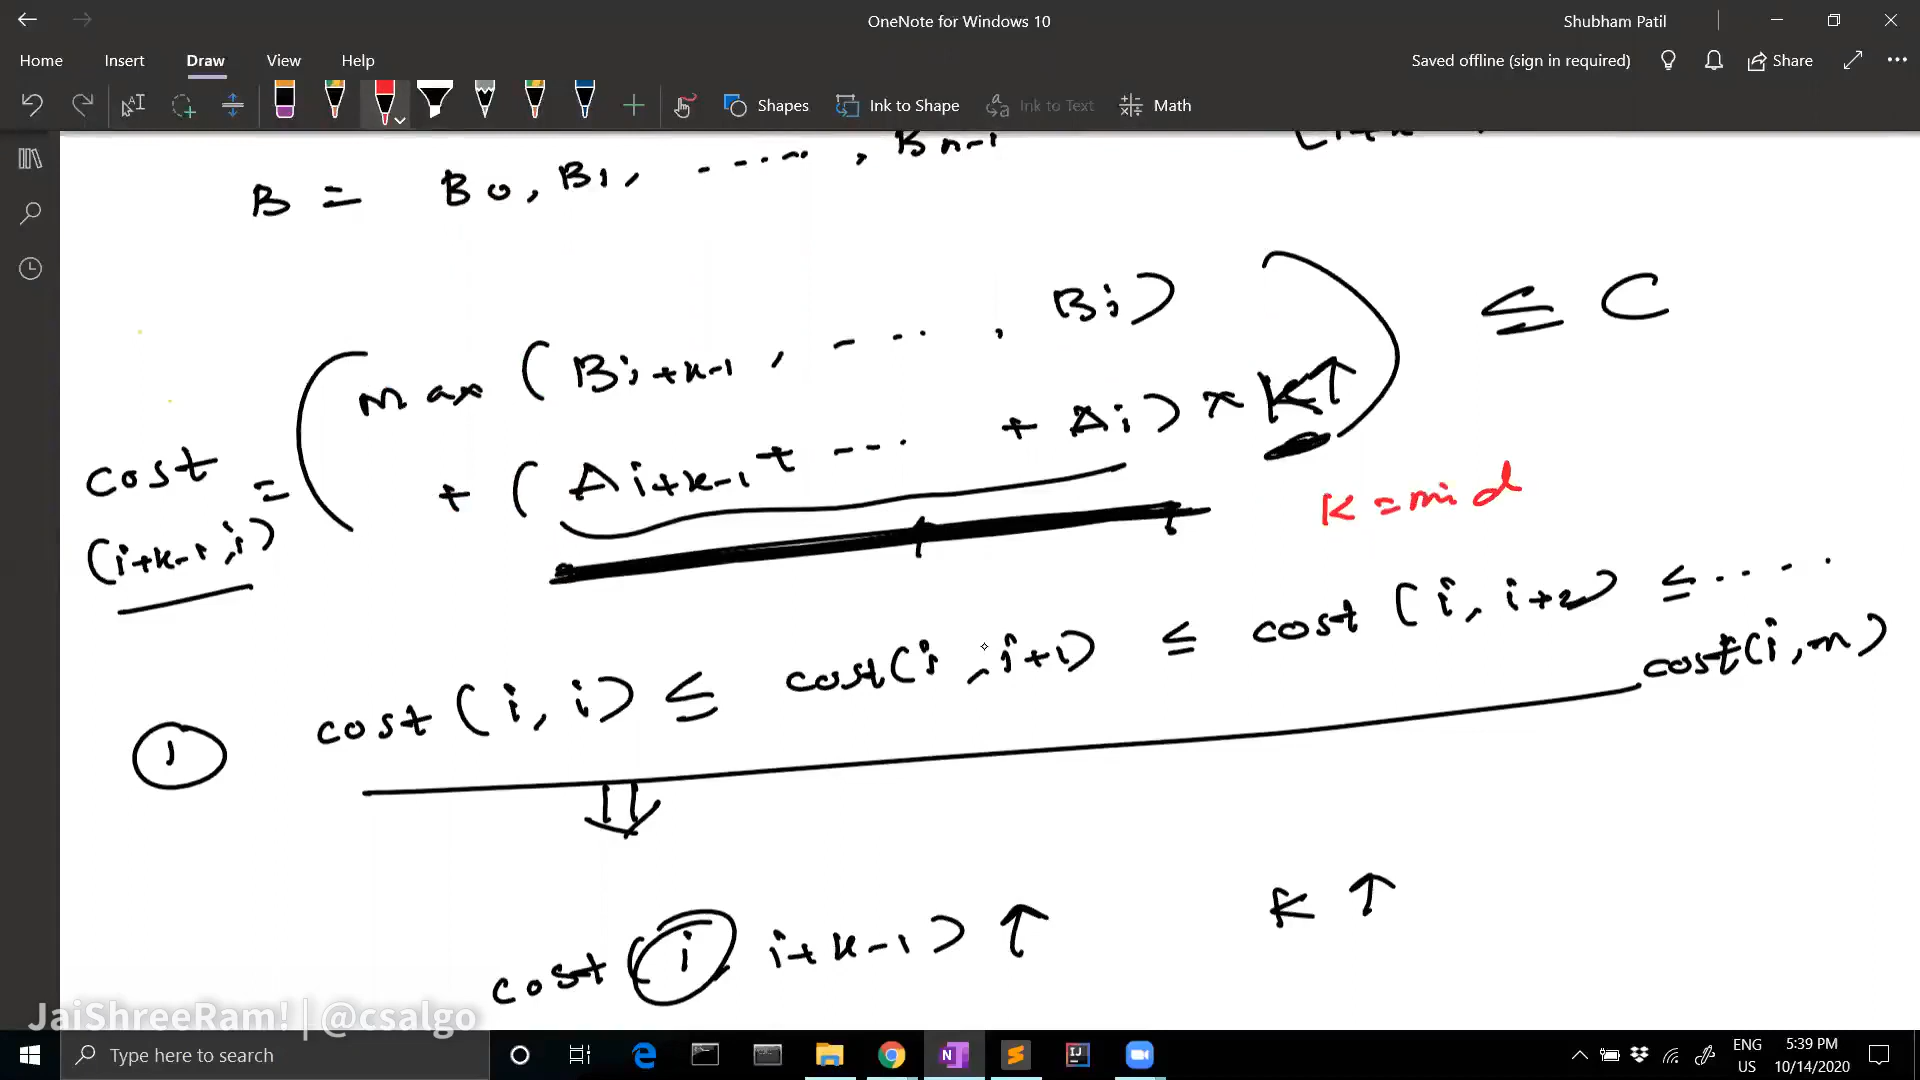 OneNote for Windows 10
Shubham Patil
Home Insert Draw View Help
Saved offline (sign in required)
Share
Shapes
Ink to Shape
Ink to Text
Math
B = B0, B1, ....., Bn-1
max (Bi+k-1, - .. , Bi)
≤ C
+ (Ai+k-1 + --.. + Ai) × K↑
cost (i+k-1, i) =
K = mid
① cost (i, i) ≤ cost(i, i+1) ≤ cost (i, i+2) ≤ .....
cost(i, n)
⇓
cost (i i+k-1) ↑
K ↑
JaiShreeRam! | @csalgo
Type here to search
ENG
US
5:39 PM
10/14/2020